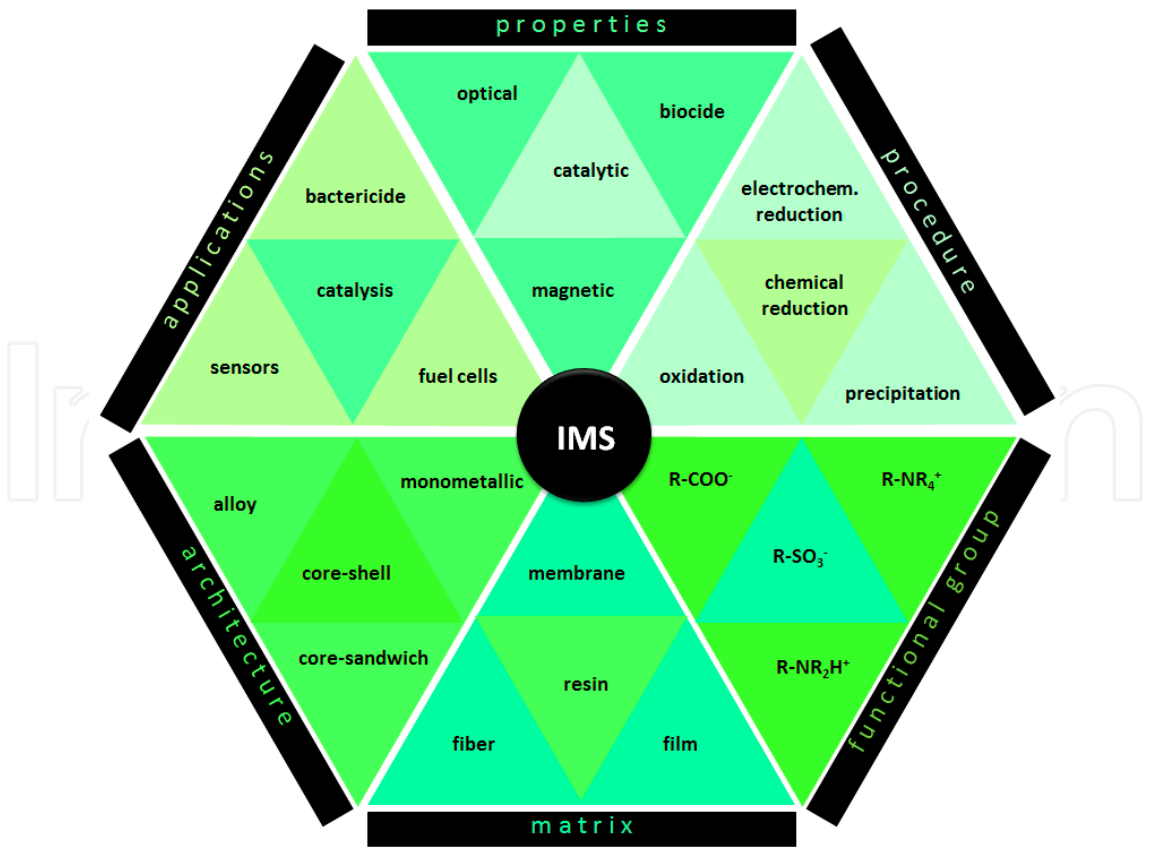 properties
optical
biocide
catalytic
magnetic
procedure
electrochem.
reduction
chemical
reduction
oxidation
precipitation
functional group
R-COO⁻
R-NR₄⁺
R-SO₃⁻
R-NR₂H⁺
matrix
membrane
resin
fiber
film
architecture
alloy
monometallic
core-shell
core-sandwich
applications
bactericide
catalysis
sensors
fuel cells
IMS